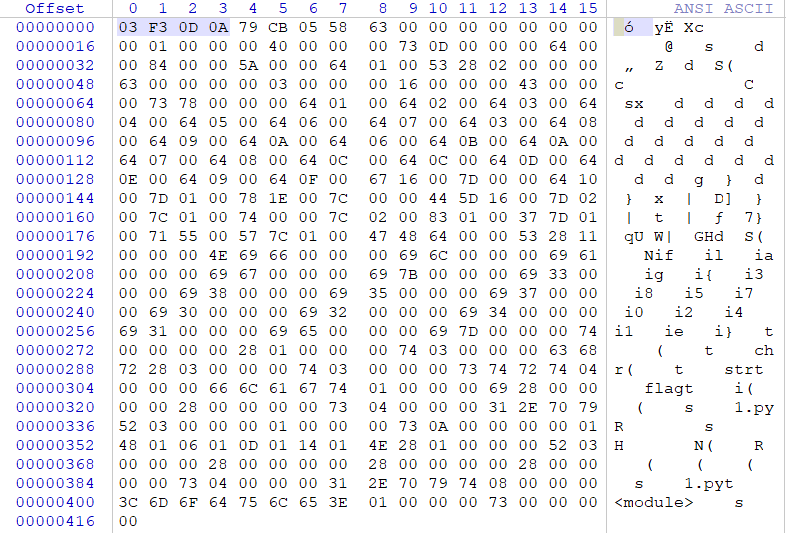 Offset 0 1 2 3 4 5 6 7 8 9 10 11 12 13 14 15 ANSI ASCII
00000000 03 F3 0D 0A 79 CB 05 58 63 00 00 00 00 00 00 00 ó yË Xc
00000016 00 01 00 00 00 40 00 00 00 73 0D 00 00 00 64 00 @ s d
00000032 00 84 00 00 5A 00 00 64 01 00 53 28 02 00 00 00 „ Z d S(
00000048 63 00 00 00 00 03 00 00 00 16 00 00 00 43 00 00 c C
00000064 00 73 78 00 00 00 64 01 00 64 02 00 64 03 00 64 sx d d d d
00000080 04 00 64 05 00 64 06 00 64 07 00 64 03 00 64 08 d d d d d
00000096 00 64 09 00 64 0A 00 64 06 00 64 0B 00 64 0A 00 d d d d d
00000112 64 07 00 64 08 00 64 0C 00 64 0C 00 64 0D 00 64 d d d d d d
00000128 0E 00 64 09 00 64 0F 00 67 16 00 7D 00 00 64 10 d d g } d
00000144 00 7D 01 00 78 1E 00 7C 00 00 44 5D 16 00 7D 02 } x | D] }
00000160 00 7C 01 00 74 00 00 7C 02 00 83 01 00 37 7D 01 | t | ƒ 7}
00000176 00 71 55 00 57 7C 01 00 47 48 64 00 00 53 28 11 qU W| GHd S(
00000192 00 00 00 4E 69 66 00 00 00 69 6C 00 00 00 69 61 Nif il ia
00000208 00 00 00 69 67 00 00 00 69 7B 00 00 00 69 33 00 ig i{ i3
00000224 00 00 69 38 00 00 00 69 35 00 00 00 69 37 00 00 i8 i5 i7
00000240 00 69 30 00 00 00 69 32 00 00 00 69 34 00 00 00 i0 i2 i4
00000256 69 31 00 00 00 69 65 00 00 00 69 7D 00 00 00 74 i1 ie i} t
00000272 00 00 00 00 28 01 00 00 00 74 03 00 00 00 63 68 ( t ch
00000288 72 28 03 00 00 00 74 03 00 00 00 73 74 72 74 04 r( t strt
00000304 00 00 00 66 6C 61 67 74 01 00 00 00 69 28 00 00 flagt i(
00000320 00 00 28 00 00 00 00 73 04 00 00 00 31 2E 70 79 ( s 1.py
00000336 52 03 00 00 00 01 00 00 00 73 0A 00 00 00 00 01 R s
00000352 48 01 06 01 0D 01 14 01 4E 28 01 00 00 00 52 03 H N( R
00000368 00 00 00 28 00 00 00 00 28 00 00 00 00 28 00 00 ( ( (
00000384 00 00 73 04 00 00 00 31 2E 70 79 74 08 00 00 00 s 1.pyt
00000400 3C 6D 6F 64 75 6C 65 3E 01 00 00 00 73 00 00 00 <module> s
00000416 00